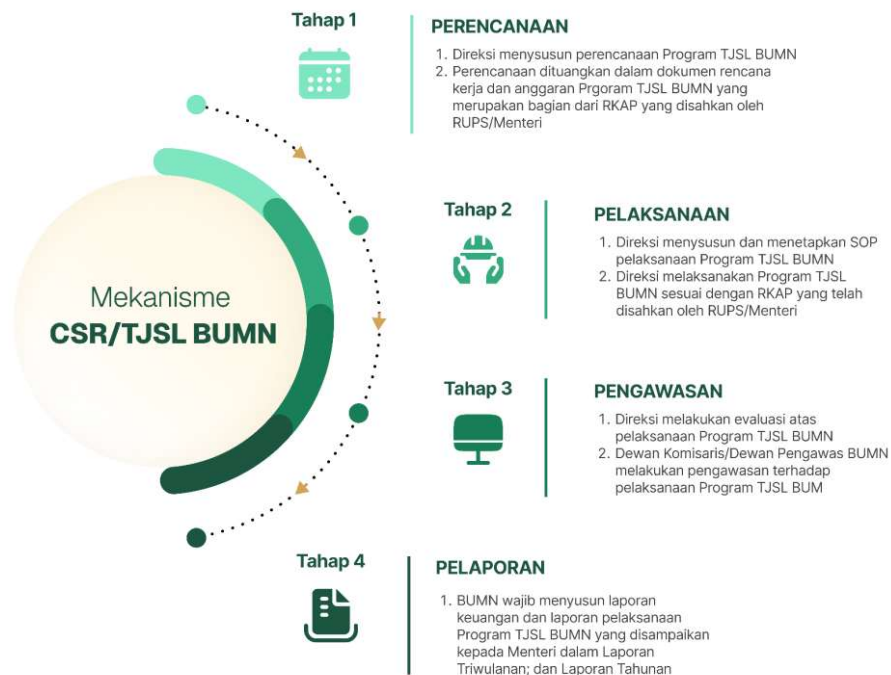 Mekanisme
CSR/TJSL BUMN
Tahap 1
PERENCANAAN
1. Direksi menysusun perencanaan Program TJSL BUMN
2. Perencanaan dituangkan dalam dokumen rencana
kerja dan anggaran Prgoram TJSL BUMN yang
merupakan bagian dari RKAP yang disahkan oleh
RUPS/Menteri
Tahap 2
PELAKSANAAN
1. Direksi menysusun dan menetapkan SOP
pelaksanaan Program TJSL BUMN
2. Direksi melaksanakan Program TJSL
BUMN sesuai dengan RKAP yang telah
disahkan oleh RUPS/Menteri
Tahap 3
PENGAWASAN
1. Direksi melakukan evaluasi atas
pelaksanaan Program TJSL BUMN
2. Dewan Komisaris/Dewan Pengawas BUMN
melakukan pengawasan terhadap
pelaksanaan Program TJSL BUM
Tahap 4
PELAPORAN
1. BUMN wajib menyusun laporan
keuangan dan laporan pelaksanaan
Program TJSL BUMN yang disampaikan
kepada Menteri dalam Laporan
Triwulanan; dan Laporan Tahunan